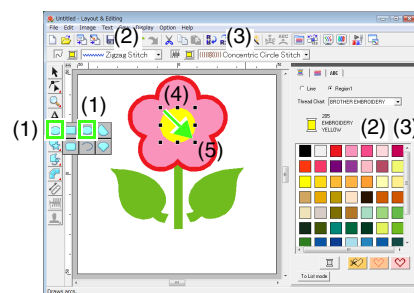 Untitled - Layout & Editing
File Edit Image Text Display Option Help
(2)
(3)
Zigzag Stitch
Concentric Circle Stitch
ABC
Line Region1
Thread Chart BROTHER EMBROIDERY
205
EMBROIDERY
YELLOW
(1)
(1)
(4)
(5)
(2)
(3)
To List mode
Draws arcs.